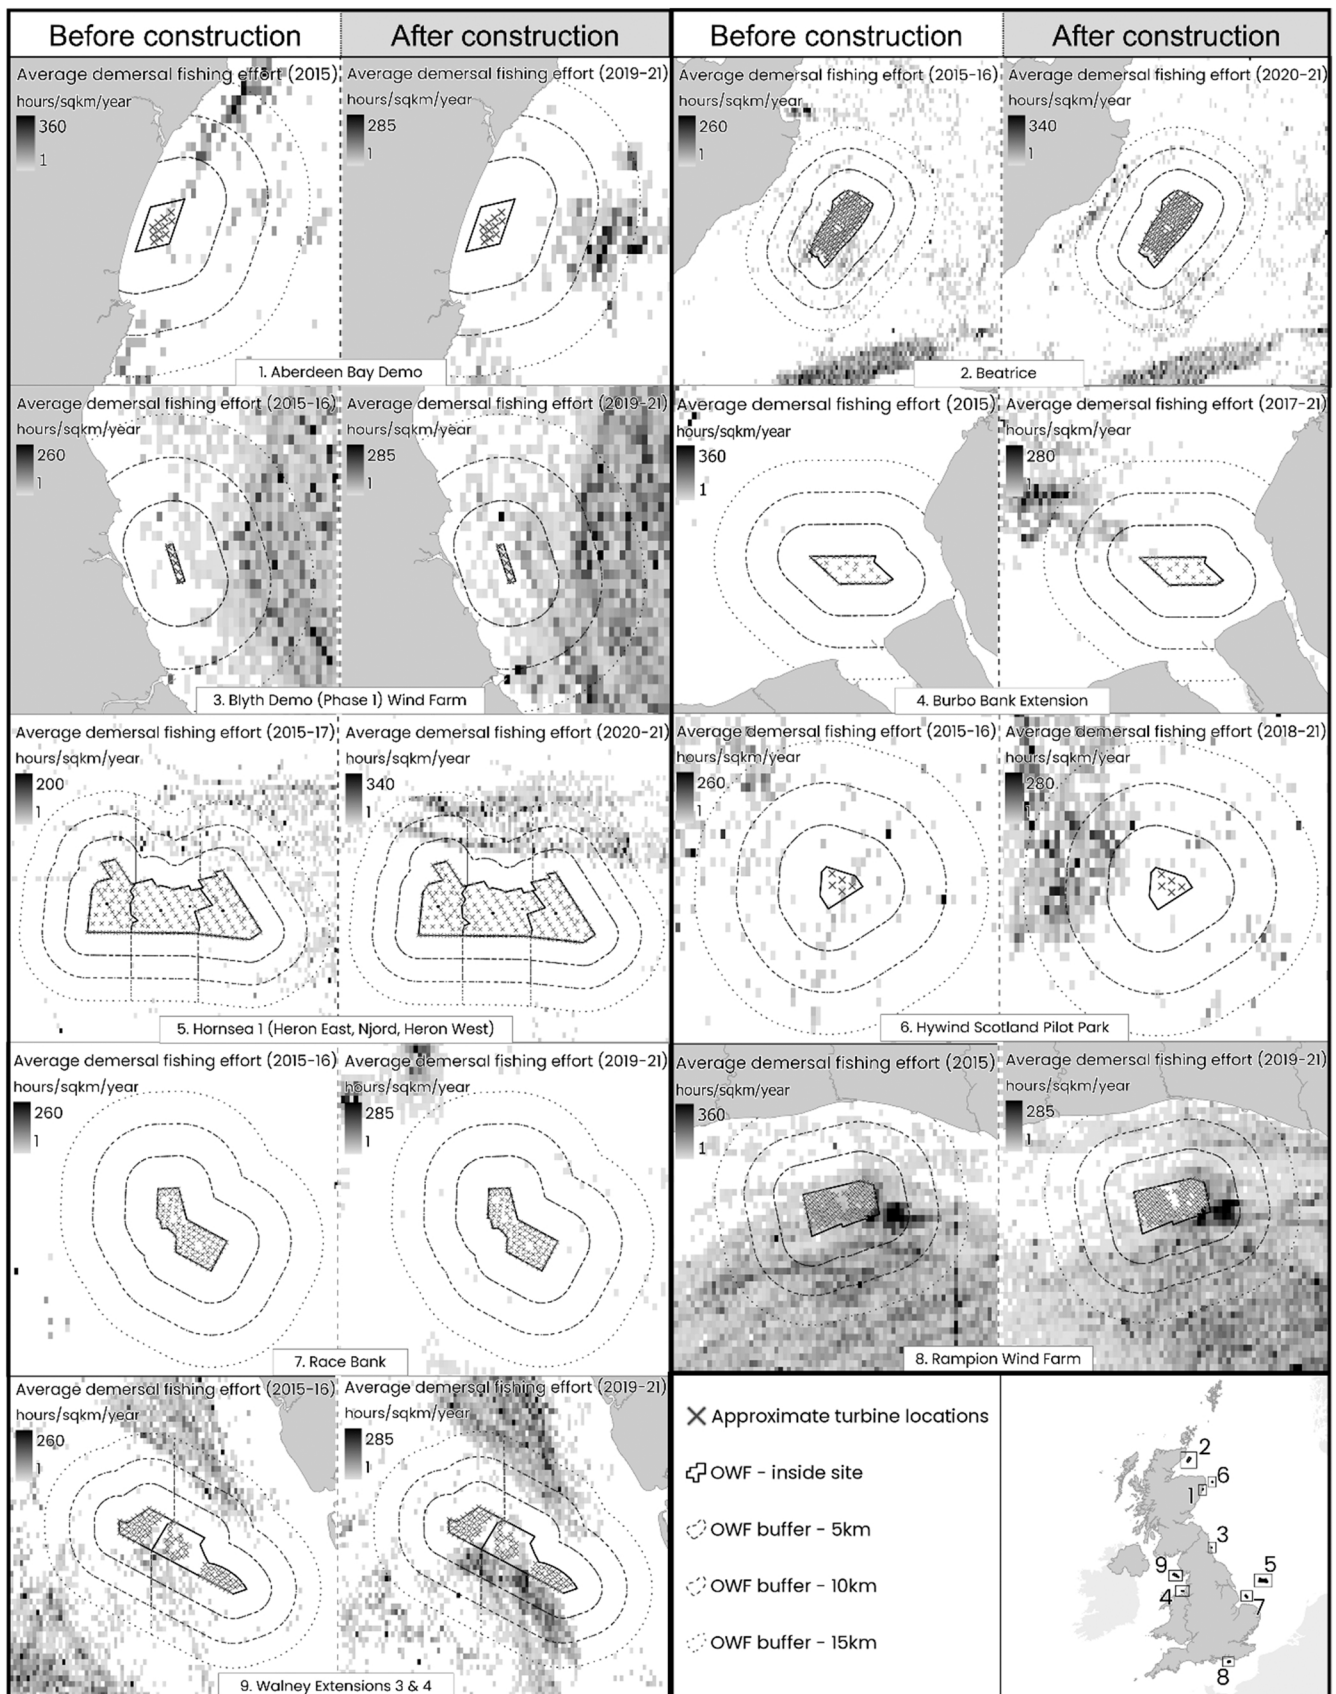 Before construction
After construction
Before construction
After construction
Average demersal fishing effort (2015)
hours/sqkm/year
360
1
Average demersal fishing effort (2019-21)
hours/sqkm/year
285
1
1. Aberdeen Bay Demo
Average demersal fishing effort (2015-16)
hours/sqkm/year
260
1
Average demersal fishing effort (2020-21)
hours/sqkm/year
340
1
2. Beatrice
Average demersal fishing effort (2015-16)
hours/sqkm/year
260
1
Average demersal fishing effort (2019-21)
hours/sqkm/year
285
1
3. Blyth Demo (Phase 1) Wind Farm
Average demersal fishing effort (2015)
hours/sqkm/year
360
1
Average demersal fishing effort (2017-21)
hours/sqkm/year
280
1
4. Burbo Bank Extension
Average demersal fishing effort (2015-17)
hours/sqkm/year
200
1
Average demersal fishing effort (2020-21)
hours/sqkm/year
340
1
5. Hornsea 1 (Heron East, Njord, Heron West)
Average demersal fishing effort (2015-16)
hours/sqkm/year
260
1
Average demersal fishing effort (2018-21)
hours/sqkm/year
280
1
6. Hywind Scotland Pilot Park
Average demersal fishing effort (2015-16)
hours/sqkm/year
260
1
Average demersal fishing effort (2019-21)
hours/sqkm/year
285
1
7. Race Bank
Average demersal fishing effort (2015)
hours/sqkm/year
360
1
Average demersal fishing effort (2019-21)
hours/sqkm/year
285
1
8. Rampion Wind Farm
Average demersal fishing effort (2015-16)
hours/sqkm/year
260
1
Average demersal fishing effort (2019-21)
hours/sqkm/year
285
1
9. Walney Extensions 3 & 4
Approximate turbine locations
OWF - inside site
OWF buffer - 5km
OWF buffer - 10km
OWF buffer - 15km
2
6
1
3
9
5
4
7
8